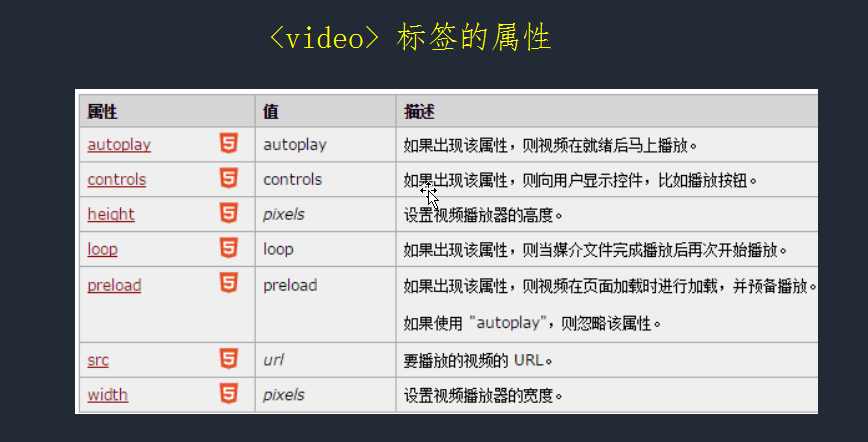 <video> 标签的属性
属性 值 描述
autoplay autoplay 如果出现该属性，则视频在就绪后马上播放。
controls controls 如果出现该属性，则向用户显示控件，比如播放按钮。
height pixels 设置视频播放器的高度。
loop loop 如果出现该属性，则当媒介文件完成播放后再次开始播放。
preload preload 如果出现该属性，则视频在页面加载时进行加载，并预备播放。
如果使用 "autoplay"，则忽略该属性。
src url 要播放的视频的 URL。
width pixels 设置视频播放器的宽度。